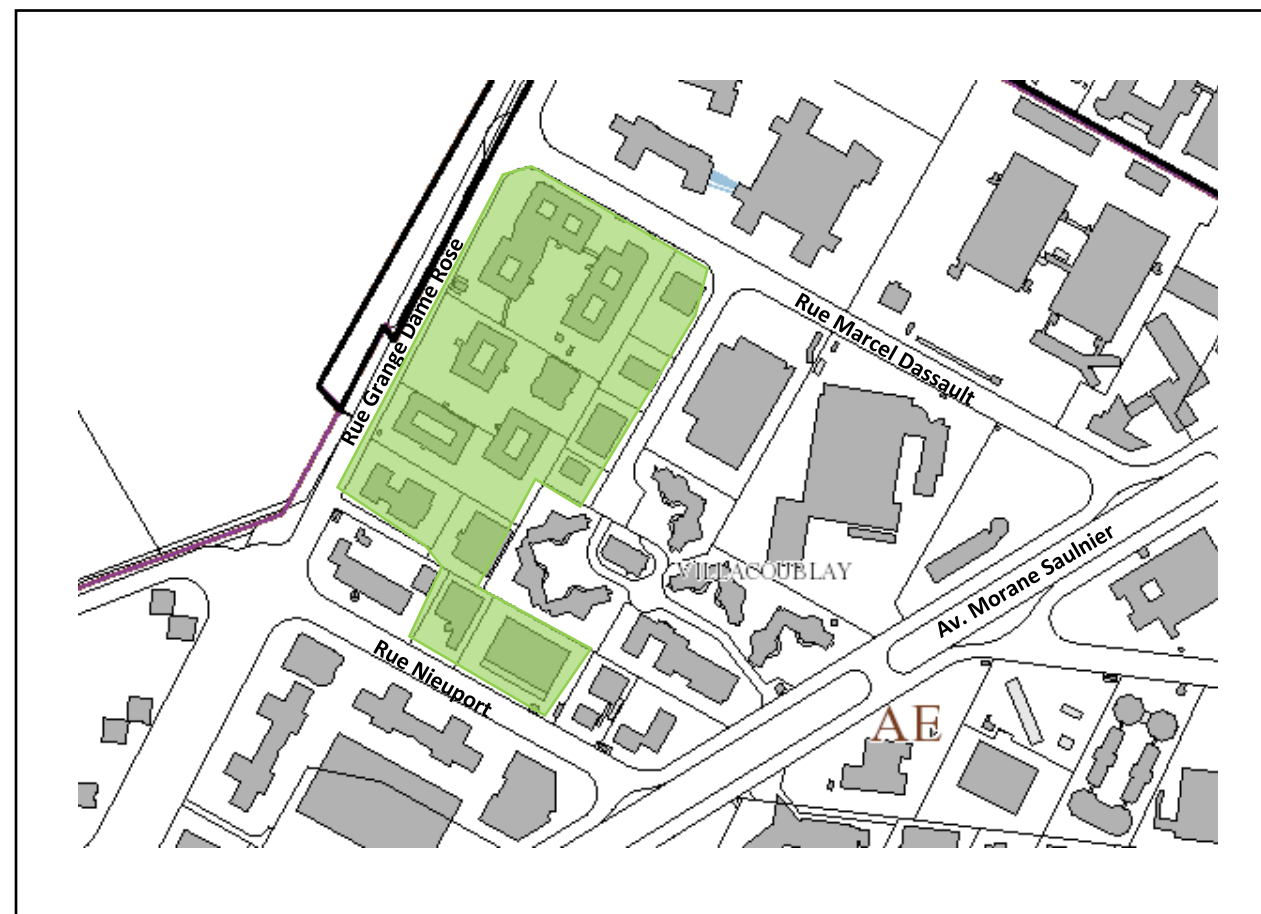 Rue Grange Dame Rose
Rue Marcel Dassault
VILLACOUBLAY
Av. Morane Saulnier
Rue Nieuport
AE